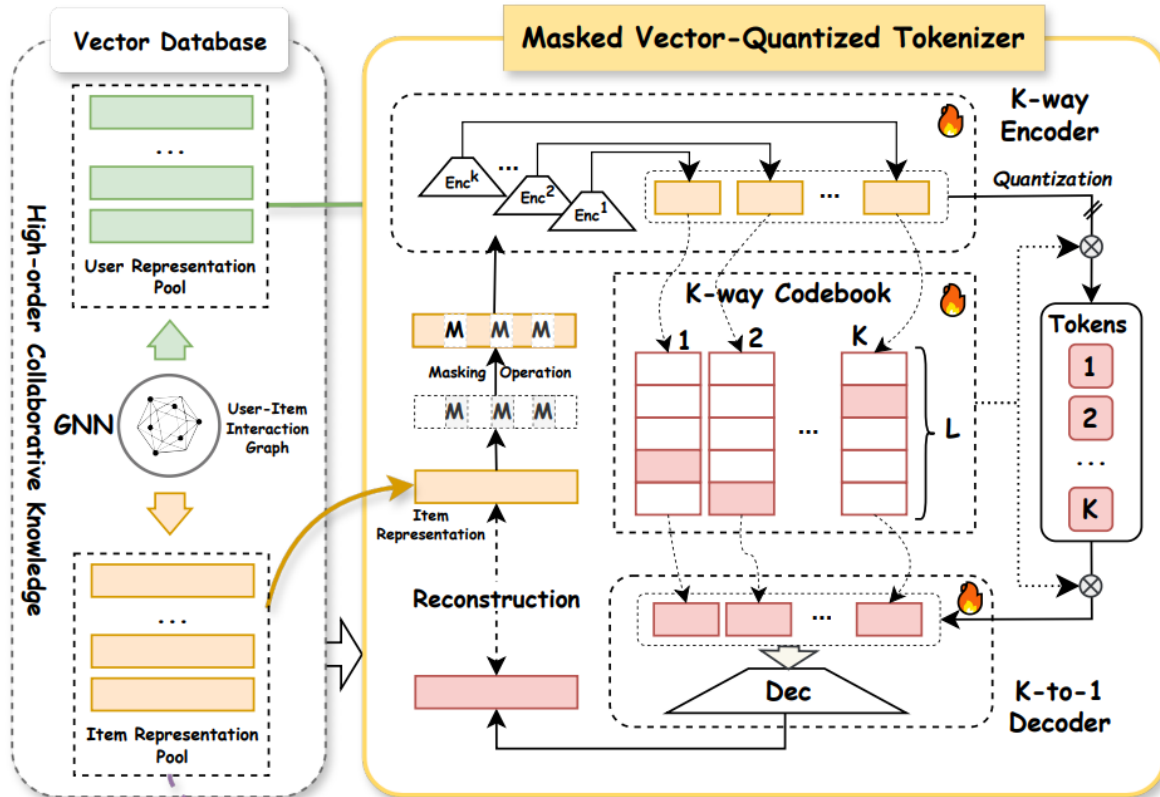 Vector Database
High-order Collaborative Knowledge
...
User Representation
Pool
GNN
User-Item
Interaction
Graph
...
Item Representation
Pool
Masked Vector-Quantized Tokenizer
K-way
Encoder
Enc^k
...
Enc^2
Enc^1
...
Quantization
M M M
Masking Operation
M M M
Item
Representation
Reconstruction
K-way Codebook
1
2
K
...
L
Tokens
1
2
...
K
...
Dec
K-to-1
Decoder